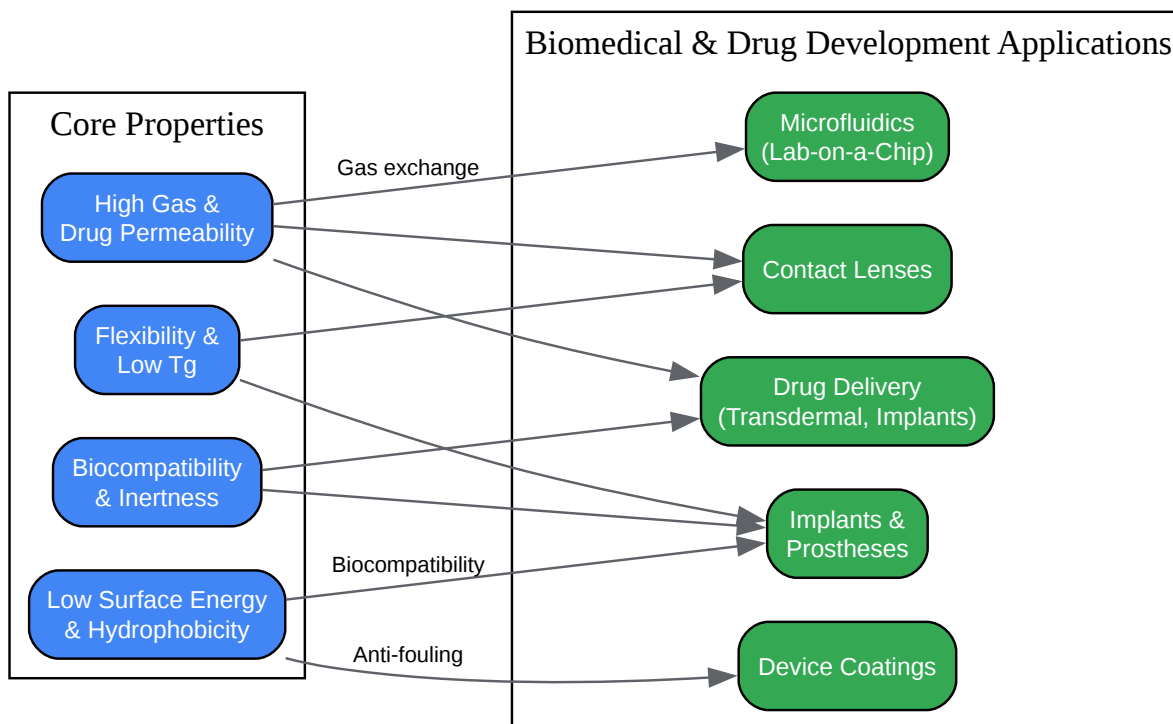 Biomedical & Drug Development Applications
Core Properties
High Gas &
Drug Permeability
Flexibility &
Low Tg
Biocompatibility
& Inertness
Low Surface Energy
& Hydrophobicity
Gas exchange
Biocompatibility
Anti-fouling
Microfluidics
(Lab-on-a-Chip)
Contact Lenses
Drug Delivery
(Transdermal, Implants)
Implants &
Prostheses
Device Coatings